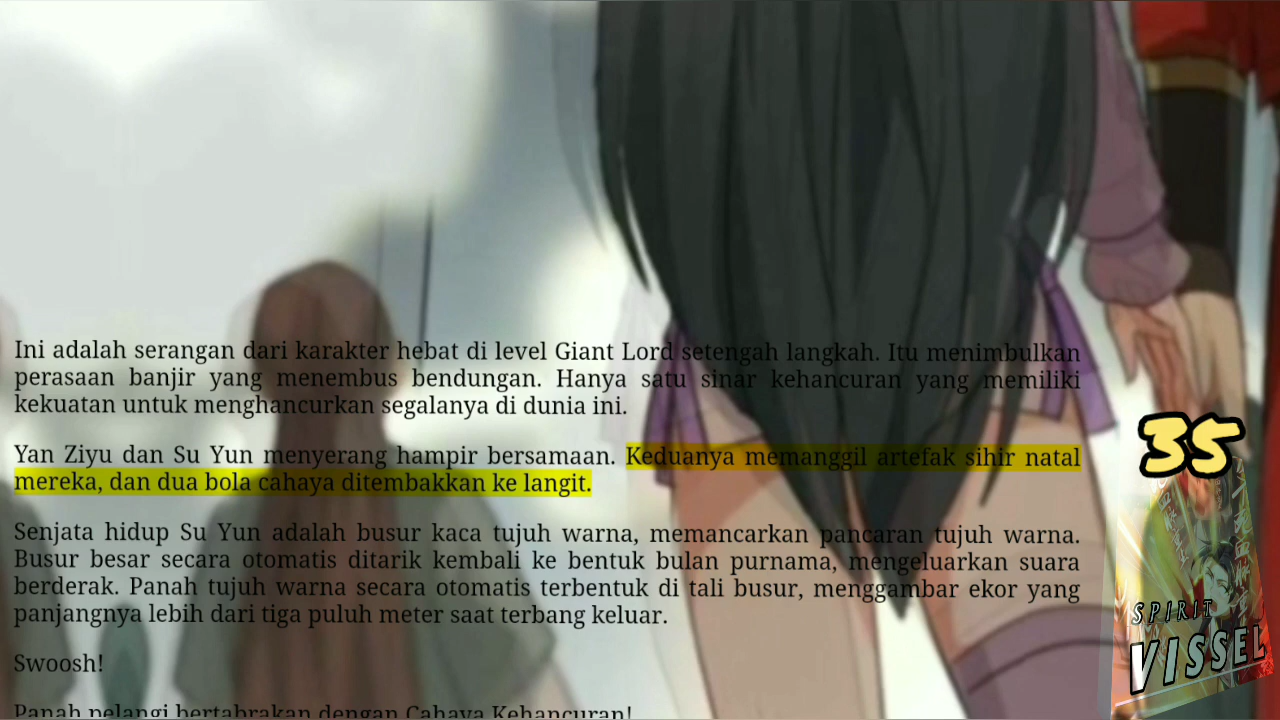 Ini adalah serangan dari karakter hebat di level Giant Lord setengah langkah. Itu menimbulkan
perasaan banjir yang menembus bendungan. Hanya satu sinar kehancuran yang memiliki
kekuatan untuk menghancurkan segalanya di dunia ini.
Yan Ziyu dan Su Yun menyerang hampir bersamaan. Keduanya memanggil artefak sihir natal
mereka, dan dua bola cahaya ditembakkan ke langit.
Senjata hidup Su Yun adalah busur kaca tujuh warna, memancarkan pancaran tujuh warna.
Busur besar secara otomatis ditarik kembali ke bentuk bulan purnama, mengeluarkan suara
berderak. Panah tujuh warna secara otomatis terbentuk di tali busur, menggambar ekor yang
panjangnya lebih dari tiga puluh meter saat terbang keluar.
Swoosh!
Panah pelangi bertabrakan dengan Cahaya Kehancuran!
35
SPIRIT
VISSEL